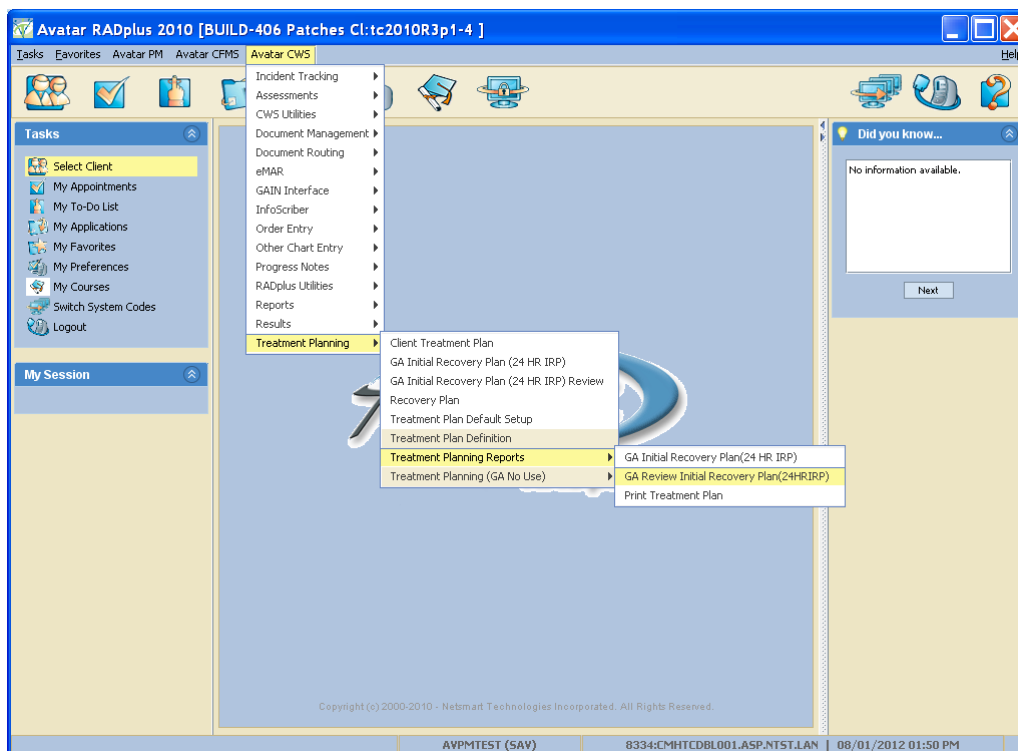 Avatar RADplus 2010 [BUILD-406 Patches Cl:tc2010R3p1-4 ]
Tasks Favorites Avatar PM Avatar CFMS Avatar CWS Help
Incident Tracking
Assessments
CWS Utilities
Document Management
Document Routing
eMAR
GAIN Interface
InfoScriber
Order Entry
Other Chart Entry
Progress Notes
RADplus Utilities
Reports
Results
Treatment Planning
Client Treatment Plan
GA Initial Recovery Plan (24 HR IRP)
GA Initial Recovery Plan (24 HR IRP) Review
Recovery Plan
Treatment Plan Default Setup
Treatment Plan Definition
Treatment Planning Reports
Treatment Planning (GA No Use)
GA Initial Recovery Plan(24 HR IRP)
GA Review Initial Recovery Plan(24HRIRP)
Print Treatment Plan
Tasks
Select Client
My Appointments
My To-Do List
My Applications
My Favorites
My Preferences
My Courses
Switch System Codes
Logout
My Session
Did you know...
No information available.
Next
Copyright (c) 2000-2010 - Netsmart Technologies Incorporated. All Rights Reserved.
AVPMTEST (SAV) 8334:CMHTCDBL001.ASP.NTST.LAN | 08/01/2012 01:50 PM